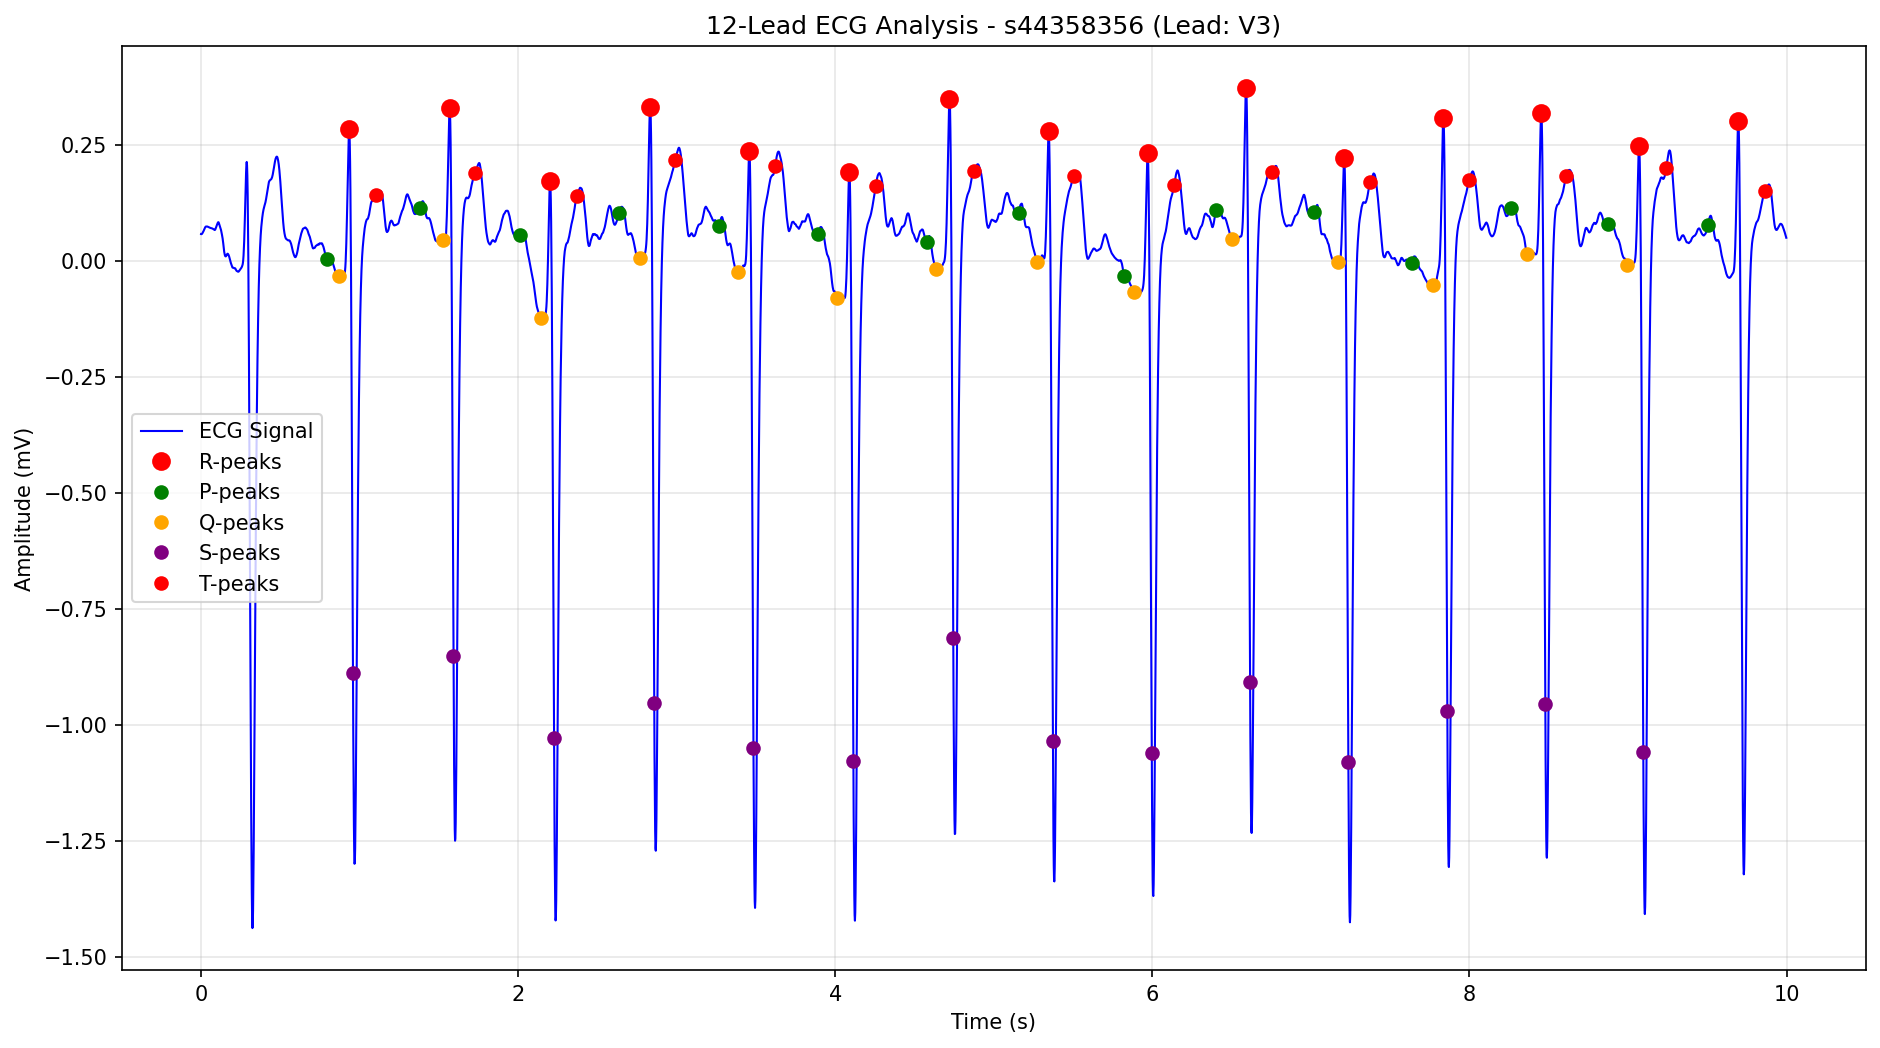 12-Lead ECG Analysis - s44358356 (Lead: V3)
Amplitude (mV)
0.25
0.00
−0.25
−0.50
−0.75
−1.00
−1.25
−1.50
ECG Signal
R-peaks
P-peaks
Q-peaks
S-peaks
T-peaks
0 2 4 6 8 10
Time (s)